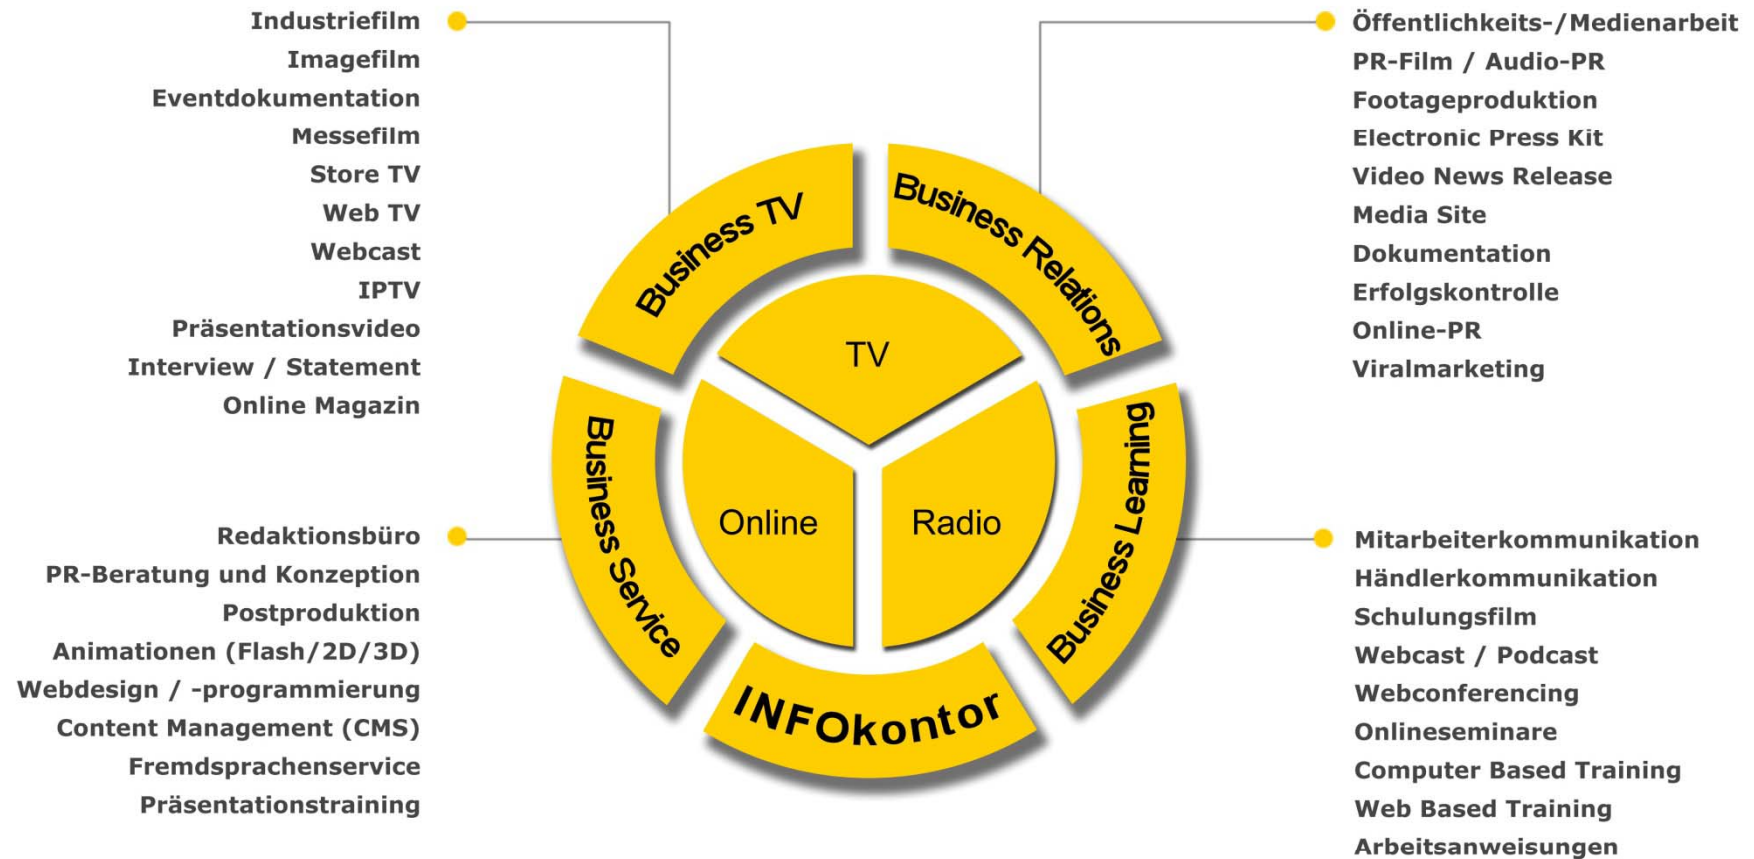 Industriefilm
Imagefilm
Eventdokumentation
Messefilm
Store TV
Web TV
Webcast
IPTV
Präsentationsvideo
Interview / Statement
Online Magazin
Öffentlichkeits-/Medienarbeit
PR-Film / Audio-PR
Footageproduktion
Electronic Press Kit
Video News Release
Media Site
Dokumentation
Erfolgskontrolle
Online-PR
Viralmarketing
Business TV
Business Relations
TV
Online
Radio
Business Service
Business Learning
INFOkontor
Redaktionsbüro
PR-Beratung und Konzeption
Postproduktion
Animationen (Flash/2D/3D)
Webdesign / -programmierung
Content Management (CMS)
Fremdsprachenservice
Präsentationstraining
Mitarbeiterkommunikation
Händlerkommunikation
Schulungsfilm
Webcast / Podcast
Webconferencing
Onlineseminare
Computer Based Training
Web Based Training
Arbeitsanweisungen